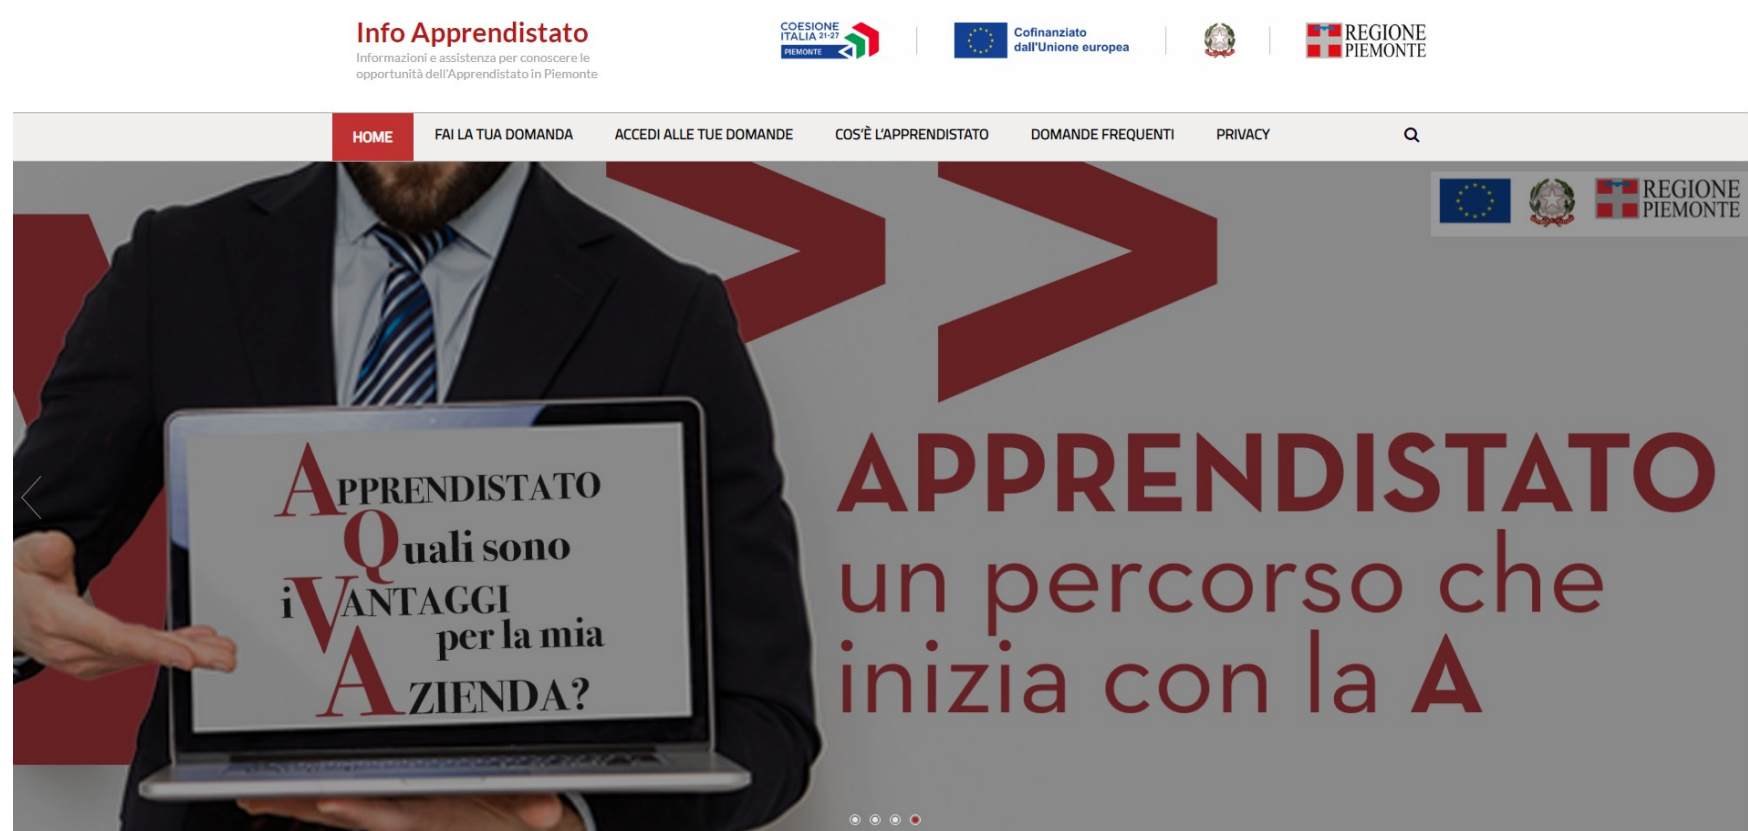 Info Apprendistato
Informazioni e assistenza per conoscere le
opportunità dell'Apprendistato in Piemonte
COESIONE
ITALIA 21-27
PIEMONTE
Cofinanziato
dall'Unione europea
REGIONE
PIEMONTE
HOME
FAI LA TUA DOMANDA
ACCEDI ALLE TUE DOMANDE
COS'È L'APPRENDISTATO
DOMANDE FREQUENTI
PRIVACY
REGIONE
PIEMONTE
APPRENDISTATO
Quali sono
i VANTAGGI
per la mia
AZIENDA?
APPRENDISTATO
un percorso che
inizia con la A